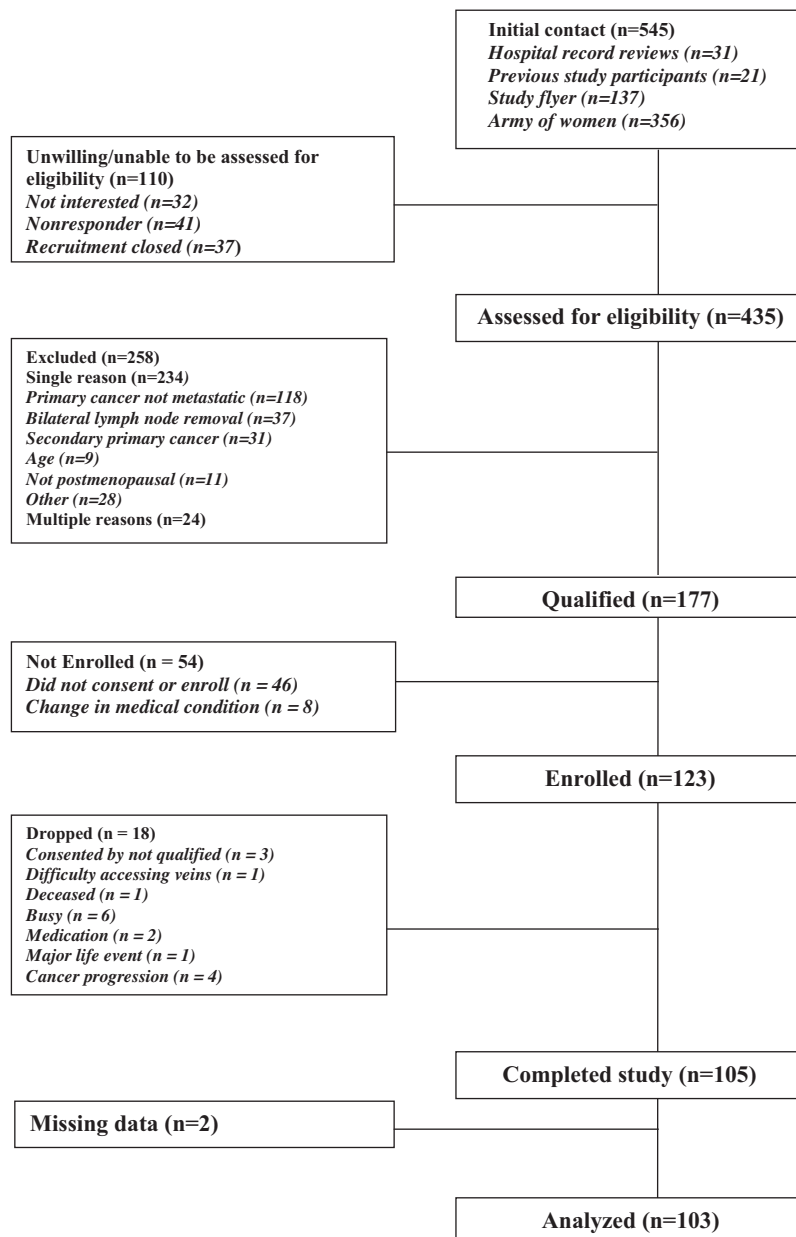 Initial contact (n=545)
Hospital record reviews (n=31)
Previous study participants (n=21)
Study flyer (n=137)
Army of women (n=356)
Unwilling/unable to be assessed for
eligibility (n=110)
Not interested (n=32)
Nonresponder (n=41)
Recruitment closed (n=37)
Assessed for eligibility (n=435)
Excluded (n=258)
Single reason (n=234)
Primary cancer not metastatic (n=118)
Bilateral lymph node removal (n=37)
Secondary primary cancer (n=31)
Age (n=9)
Not postmenopausal (n=11)
Other (n=28)
Multiple reasons (n=24)
Qualified (n=177)
Not Enrolled (n = 54)
Did not consent or enroll (n = 46)
Change in medical condition (n = 8)
Enrolled (n=123)
Dropped (n = 18)
Consented by not qualified (n = 3)
Difficulty accessing veins (n = 1)
Deceased (n = 1)
Busy (n = 6)
Medication (n = 2)
Major life event (n = 1)
Cancer progression (n = 4)
Completed study (n=105)
Missing data (n=2)
Analyzed (n=103)